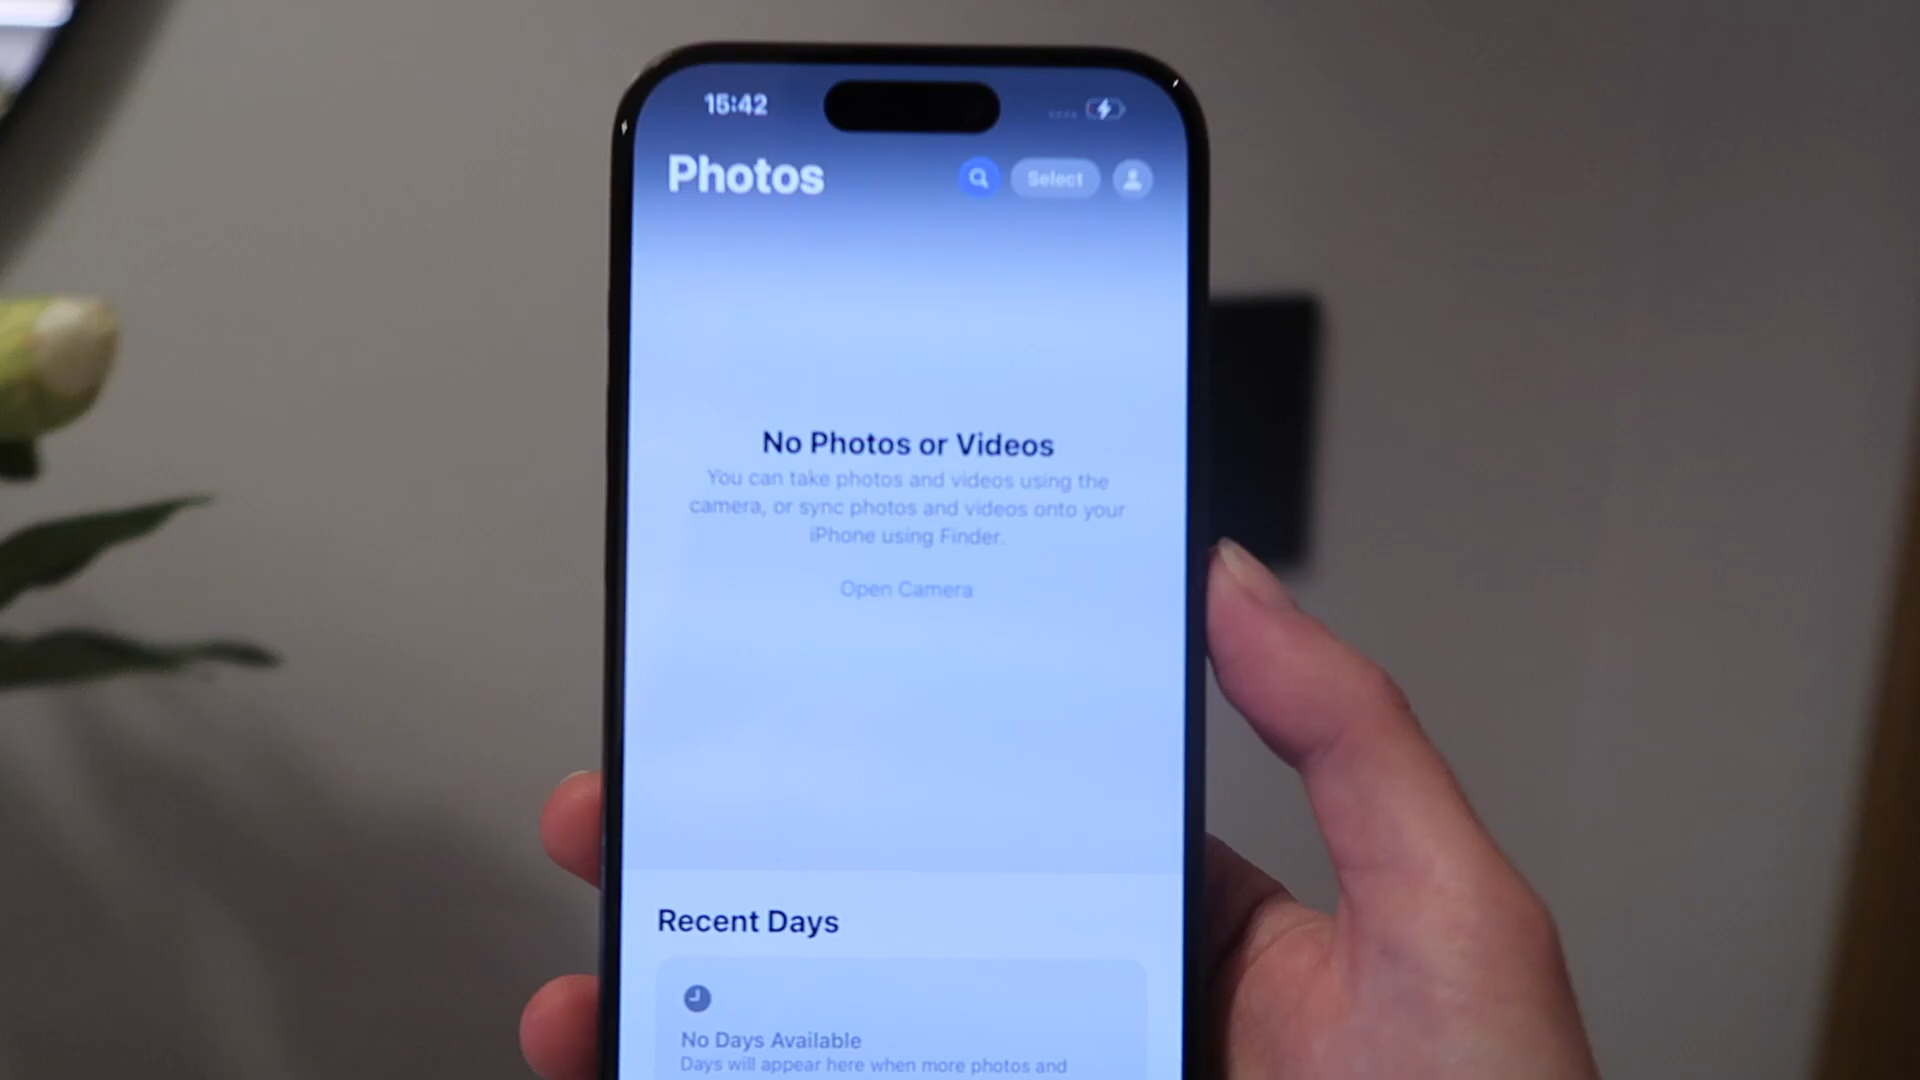 15:42
Photos
Select
No Photos or Videos
You can take photos and videos using the
camera, or sync photos and videos onto your
iPhone using Finder.
Open Camera
Recent Days
No Days Available
Days will appear here when more photos and